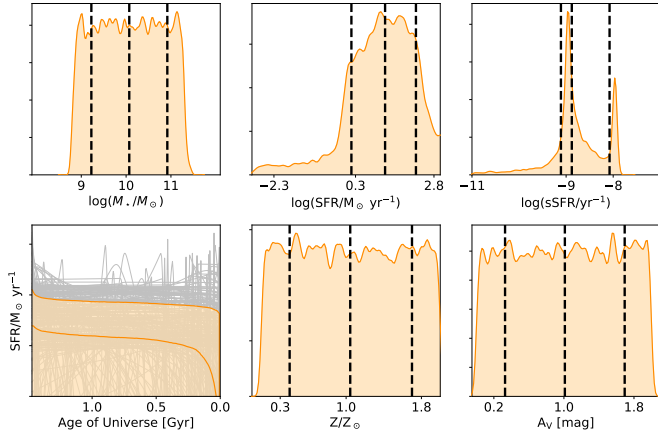 9 10 11
log(M⋆/M☉)
−2.3 0.3 2.8
log(SFR/M☉ yr⁻¹)
−11 −9 −8
log(sSFR/yr⁻¹)
SFR/M☉ yr⁻¹
1.0 0.5 0.0
Age of Universe [Gyr]
0.3 1.0 1.8
Z/Z☉
0.2 1.0 1.8
A_V [mag]